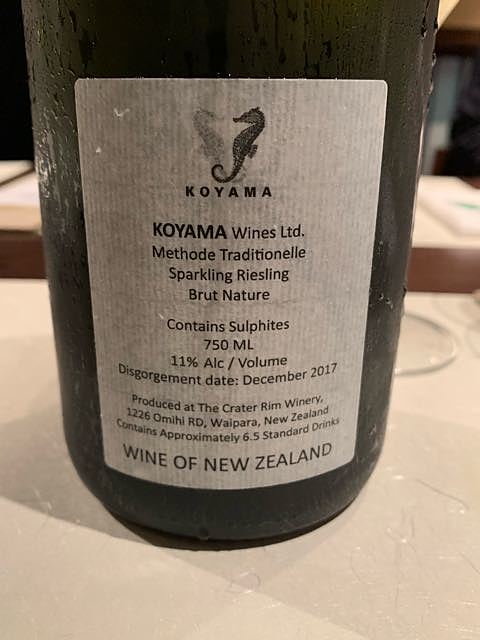 KOYAMA
KOYAMA Wines Ltd.
Methode Traditionelle
Sparkling Riesling
Brut Nature
Contains Sulphites
750 ML
11% Alc / Volume
Disgorgement date: December 2017
Produced at The Crater Rim Winery,
1226 Omihi RD, Waipara, New Zealand
Contains Approximately 6.5 Standard Drinks
WINE OF NEW ZEALAND